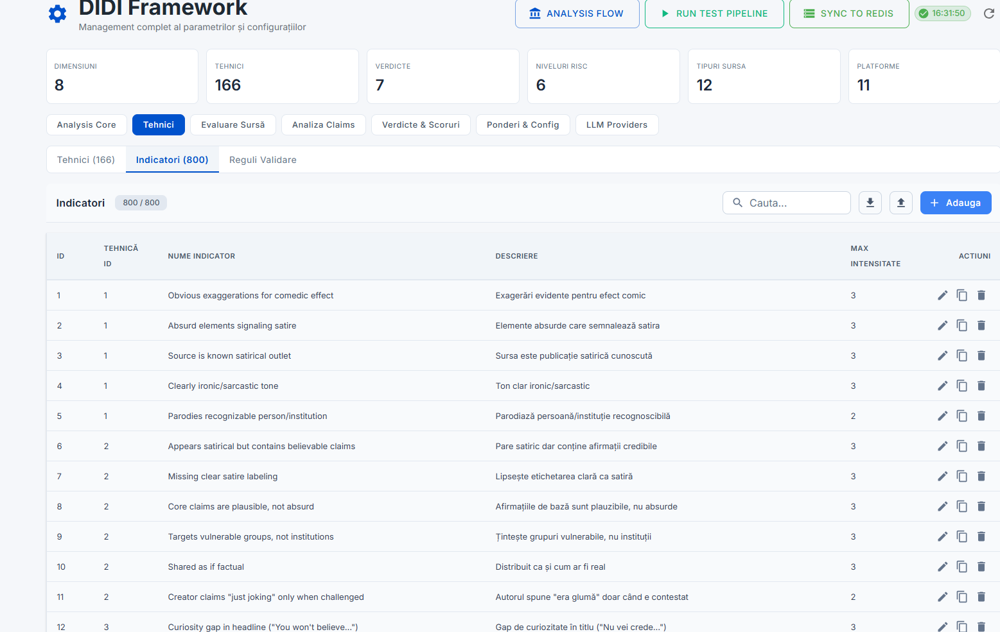 DIDI Framework
Management complet al parametrilor și configurațiilor
ANALYSIS FLOW
RUN TEST PIPELINE
SYNC TO REDIS
16:31:50
DIMENSIUNI
8
TEHNICI
166
VERDICTE
7
NIVELURI RISC
6
TIPURI SURSA
12
PLATFORME
11
Analysis Core
Tehnici
Evaluare Sursă
Analiza Claims
Verdicte & Scoruri
Ponderi & Config
LLM Providers
Tehnici (166)
Indicatori (800)
Reguli Validare
Indicatori
800 / 800
Cauta...
Adauga
ID
TEHNICĂ
ID
NUME INDICATOR
DESCRIERE
MAX
INTENSITATE
ACTIUNI
1 1 Obvious exaggerations for comedic effect Exagerări evidente pentru efect comic 3
2 1 Absurd elements signaling satire Elemente absurde care semnalează satira 3
3 1 Source is known satirical outlet Sursa este publicație satirică cunoscută 3
4 1 Clearly ironic/sarcastic tone Ton clar ironic/sarcastic 3
5 1 Parodies recognizable person/institution Parodiază persoană/instituție recognoscibilă 2
6 2 Appears satirical but contains believable claims Pare satiric dar conține afirmații credibile 3
7 2 Missing clear satire labeling Lipsește etichetarea clară ca satiră 3
8 2 Core claims are plausible, not absurd Afirmațiile de bază sunt plauzibile, nu absurde 3
9 2 Targets vulnerable groups, not institutions Țintește grupuri vulnerabile, nu instituții 3
10 2 Shared as if factual Distribuit ca și cum ar fi real 3
11 2 Creator claims "just joking" only when challenged Autorul spune "era glumă" doar când e contestat 2
12 3 Curiosity gap in headline ("You won't believe...") Gap de curiozitate în titlu ("Nu vei crede...") 3